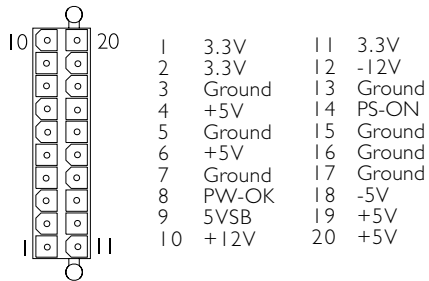 10 20
1 11
1 3.3V 11 3.3V
2 3.3V 12 -12V
3 Ground 13 Ground
4 +5V 14 PS-ON
5 Ground 15 Ground
6 +5V 16 Ground
7 Ground 17 Ground
8 PW-OK 18 -5V
9 5VSB 19 +5V
10 +12V 20 +5V